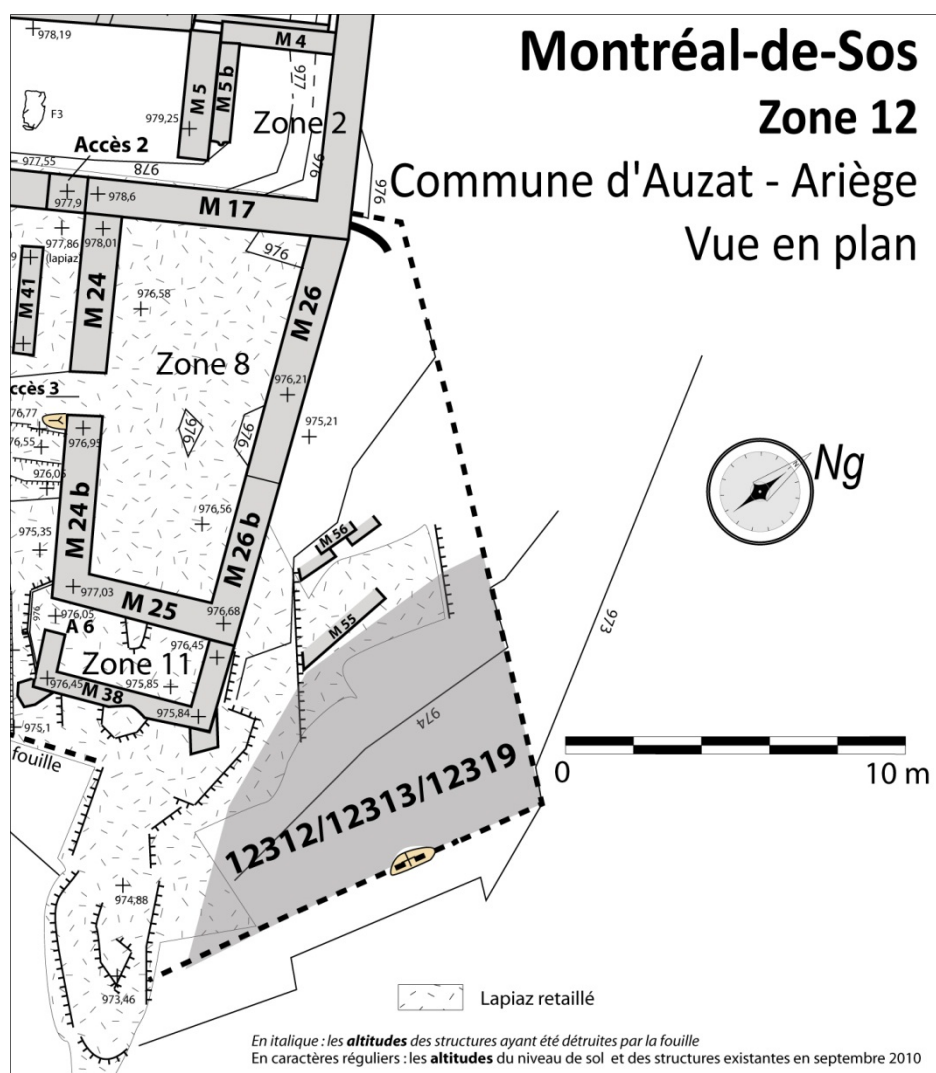 Montréal-de-Sos
Zone 12
Commune d'Auzat - Ariège
Vue en plan
978,19
M 4
977
M 5
M 5 b
F3
979,25
Zone 2
Accès 2
977,55
978
976
976
977,9
978,6
M 17
977,86
(lapiaz)
978,01
976
M 41
M 24
976,58
M 26
Zone 8
ccès 3
976,21
976,77
976,95
975,21
976
976
976,55
976,05
Ng
M 24 b
976,56
975,35
M 26 b
M 56
977,03
M 25
976,68
976
976,05
A 6
M 55
973
976,45
Zone 11
976,45
M 38
975,85
975,84
974
975,1
fouille
0
10 m
12312/12313/12319
974,88
973,46
Lapiaz retaillé
En italique : les altitudes des structures ayant été détruites par la fouille
En caractères réguliers : les altitudes du niveau de sol et des structures existantes en septembre 2010